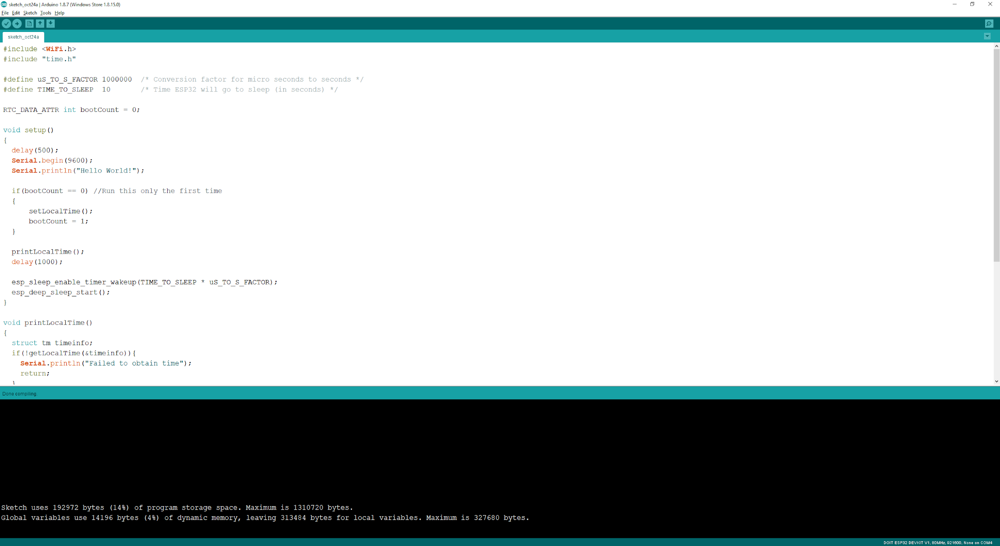 sketch_oct24a | Arduino 1.8.7 (Windows Store 1.8.15.0)
File Edit Sketch Tools Help
sketch_oct24a
#include <WiFi.h>
#include "time.h"
#define uS_TO_S_FACTOR 1000000  /* Conversion factor for micro seconds to seconds */
#define TIME_TO_SLEEP  10       /* Time ESP32 will go to sleep (in seconds) */
RTC_DATA_ATTR int bootCount = 0;
void setup()
{
  delay(500);
  Serial.begin(9600);
  Serial.println("Hello World!");
  if(bootCount == 0) //Run this only the first time
  {
      setLocalTime();
      bootCount = 1;
  }
  printLocalTime();
  delay(1000);
  esp_sleep_enable_timer_wakeup(TIME_TO_SLEEP * uS_TO_S_FACTOR);
  esp_deep_sleep_start();
}
void printLocalTime()
{
  struct tm timeinfo;
  if(!getLocalTime(&timeinfo)){
    Serial.println("Failed to obtain time");
    return;
  }
Done compiling.
Sketch uses 192972 bytes (14%) of program storage space. Maximum is 1310720 bytes.
Global variables use 14196 bytes (4%) of dynamic memory, leaving 313484 bytes for local variables. Maximum is 327680 bytes.
DOIT ESP32 DEVKIT V1, 80MHz, 921600, None on COM4